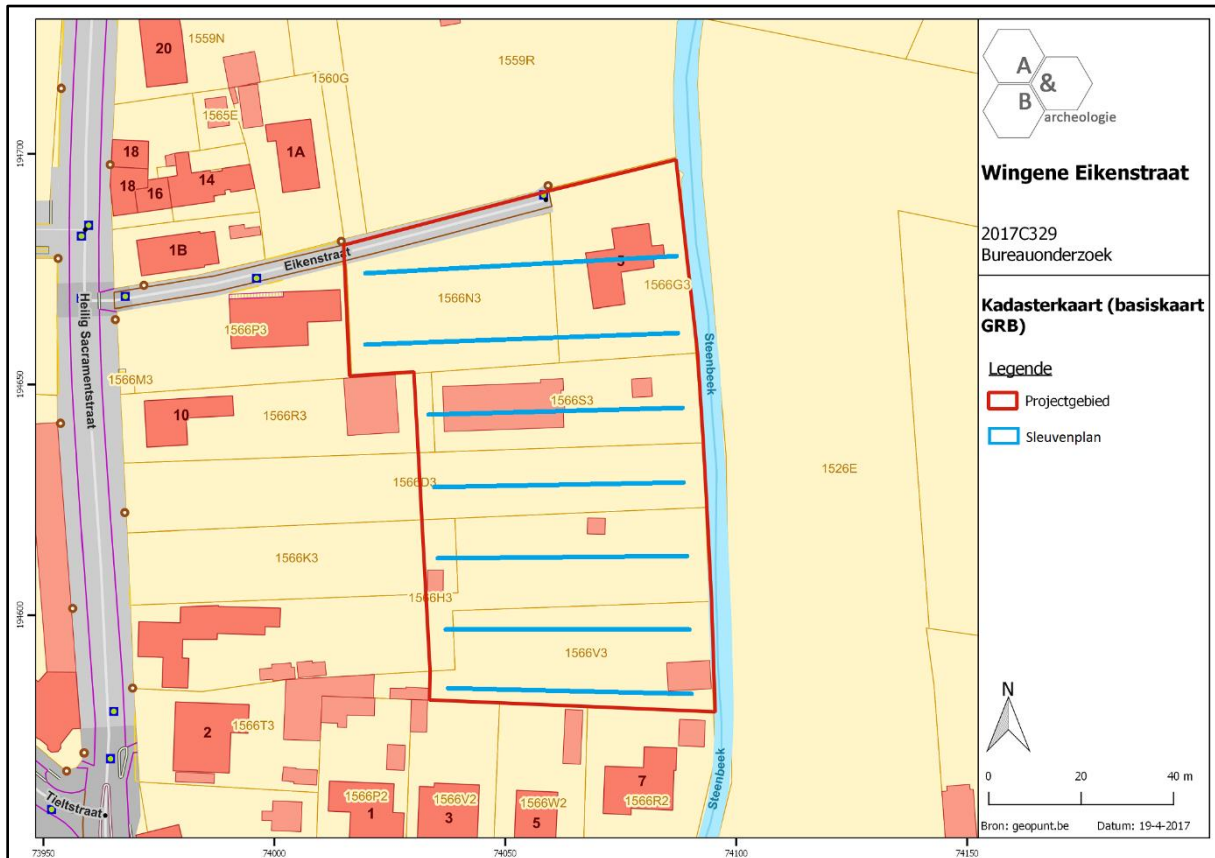 20
1559N
1559R
1560G
1565E
1A
18
18
16
14
1B
Eikenstraat
Heilig Sacramentstraat
1566N3
1566G3
1566P3
Steenbeek
1566M3
10
1566R3
1566S3
1526E
1566D3
1566K3
1566H3
1566V3
2
1566T3
7
1566R2
Steenbeek
Tieltstraat
1566P2
1
1566V2
3
1566W2
5
194700
194650
194600
73950
74000
74050
74100
74150
A
&
B
archeologie
Wingene Eikenstraat
2017C329
Bureauonderzoek
Kadasterkaart (basiskaart
GRB)
Legende
Projectgebied
Sleuvenplan
N
0 20 40 m
Bron: geopunt.be Datum: 19-4-2017